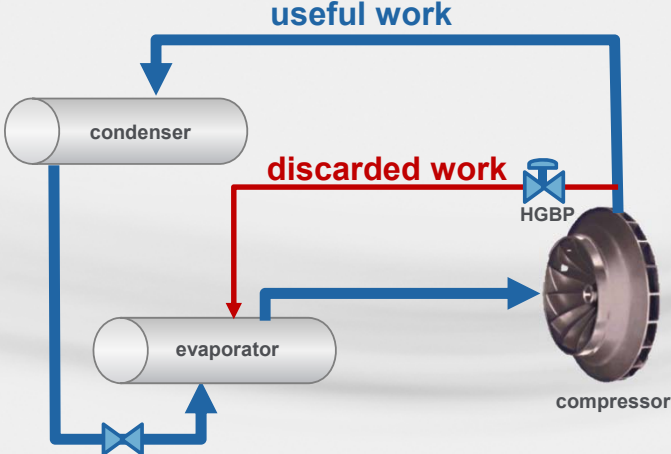 useful work
condenser
discarded work
HGBP
evaporator
compressor